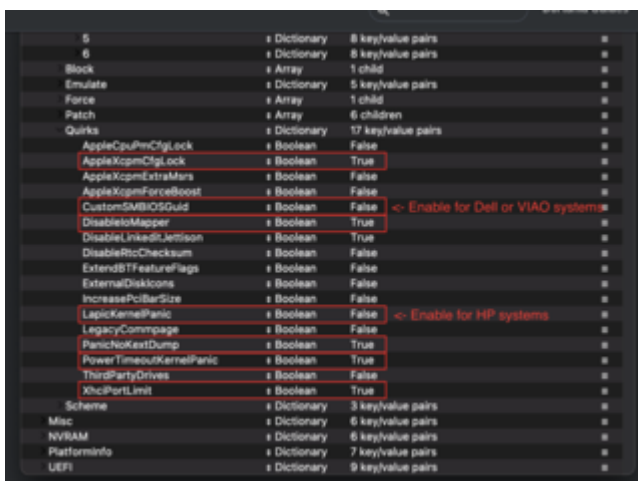 5 Dictionary 8 key/value pairs
6 Dictionary 8 key/value pairs
Block Array 1 child
Emulate Dictionary 5 key/value pairs
Force Array 1 child
Patch Array 6 children
Quirks Dictionary 17 key/value pairs
AppleCpuPmCfgLock Boolean False
AppleXcpmCfgLock Boolean True
AppleXcpmExtraMsrs Boolean False
AppleXcpmForceBoost Boolean False
CustomSMBIOSGuid Boolean False <- Enable for Dell or VIAO systems
DisableIoMapper Boolean True
DisableLinkeditJettison Boolean True
DisableRtcChecksum Boolean False
ExtendBTFeatureFlags Boolean False
ExternalDiskIcons Boolean False
IncreasePciBarSize Boolean False
LapicKernelPanic Boolean False <- Enable for HP systems
LegacyCommpage Boolean False
PanicNoKextDump Boolean True
PowerTimeoutKernelPanic Boolean True
ThirdPartyDrives Boolean False
XhciPortLimit Boolean True
Scheme Dictionary 3 key/value pairs
Misc Dictionary 6 key/value pairs
NVRAM Dictionary 6 key/value pairs
PlatformInfo Dictionary 7 key/value pairs
UEFI Dictionary 9 key/value pairs